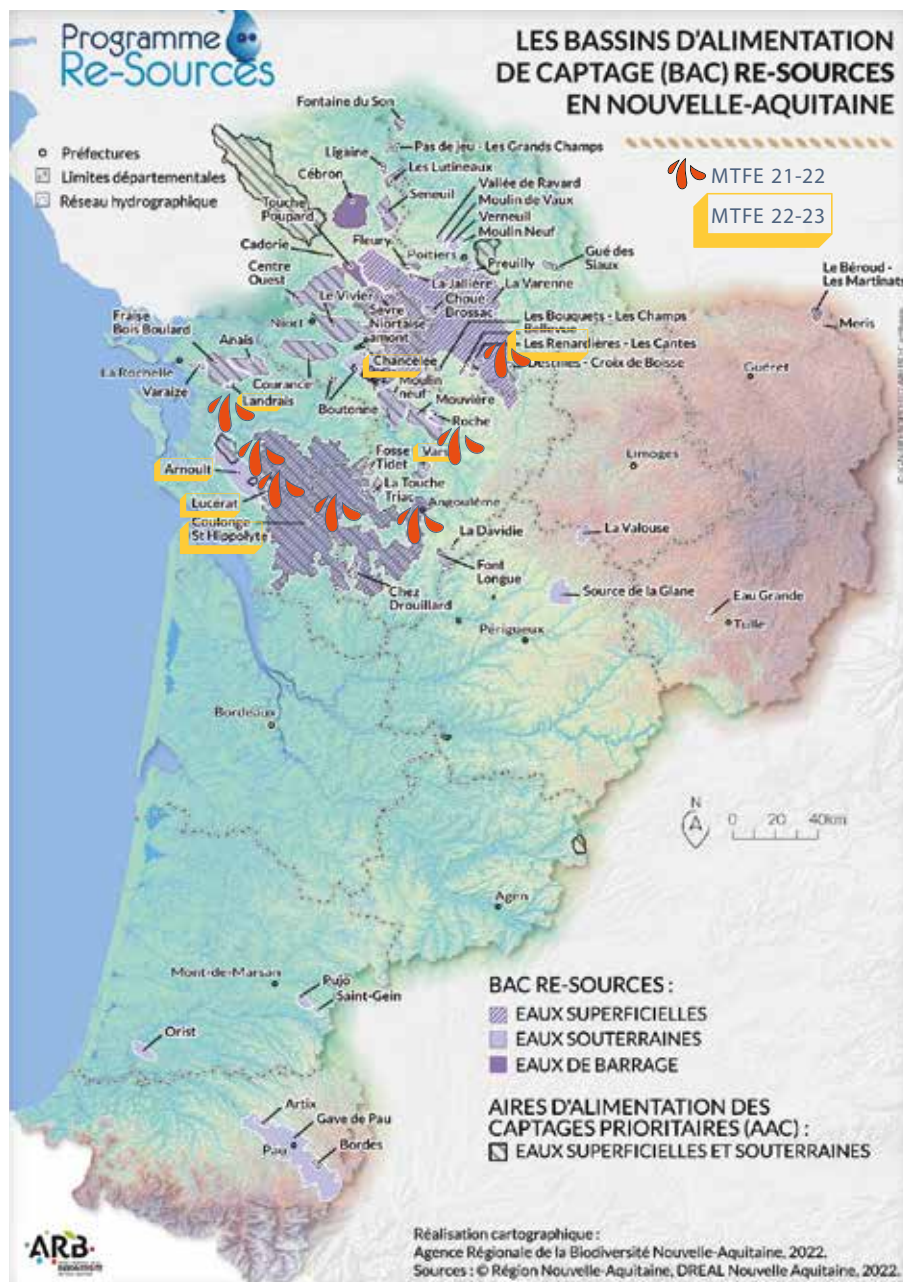 Programme
Re-Sources
LES BASSINS D'ALIMENTATION
DE CAPTAGE (BAC) RE-SOURCES
EN NOUVELLE-AQUITAINE
Préfectures
Limites départementales
Réseau hydrographique
MTFE 21-22
MTFE 22-23
Fontaine du Son
Pas de jeu - Les Grands Champs
Ligaine
Les Lutineaux
Cébron
Seneuil
Vallée de Ravard
Moulin de Vaux
Verneuil
Moulin Neuf
Touche
Poupard
Cadorie
Fleury
Poitiers
Preuilly
Gué des
Siaux
Centre
Ouest
La Jallière
La Varenne
Le Vivier
Choué
Brossac
Sèvre
Niortaise
amont
Niort
Les Bouquets - Les Champs
Bellevue
Les Renardières - Les Cantes
Destilles - Croix de Boisse
Le Béroud -
Les Martinats
Meris
Guéret
Fraise
Bois Boulard
Anais
La Rochelle
Varaize
Courance
Landrais
Boutonne
Chancelée
Moulin
neuf
Mouvière
Roche
Vars
Fosse
Tidet
La Touche
Triac
Angoulême
Arnoult
Lucérat
Coulonge
St Hippolyte
Limoges
La Davidie
La Valouse
Font
Longue
Chez
Drouillard
Source de la Glane
Eau Grande
Tulle
Périgueux
Bordeaux
Agen
N
0 20 40km
Mont-de-Marsan
Pujo
Saint-Gein
Orist
Artix
Gave de Pau
Pau
Bordes
BAC RE-SOURCES :
EAUX SUPERFICIELLES
EAUX SOUTERRAINES
EAUX DE BARRAGE
AIRES D'ALIMENTATION DES
CAPTAGES PRIORITAIRES (AAC) :
EAUX SUPERFICIELLES ET SOUTERRAINES
ARB
Réalisation cartographique :
Agence Régionale de la Biodiversité Nouvelle-Aquitaine, 2022.
Sources : © Région Nouvelle-Aquitaine, DREAL Nouvelle Aquitaine, 2022.